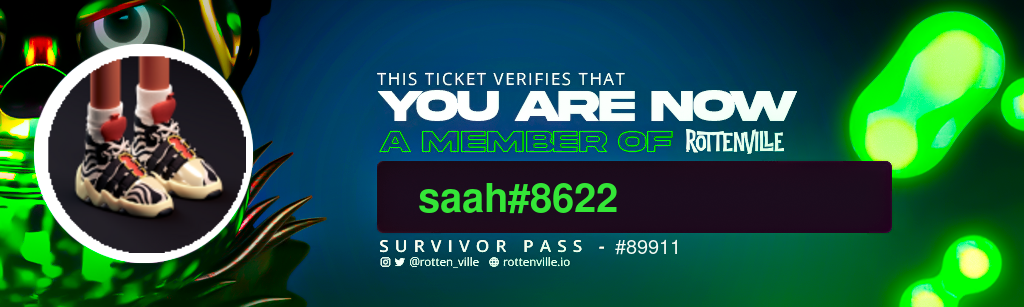 THIS TICKET VERIFIES THAT
YOU ARE NOW
A MEMBER OF ROTTENVILLE
saah#8622
SURVIVOR PASS - #89911
@rotten_ville rottenville.io